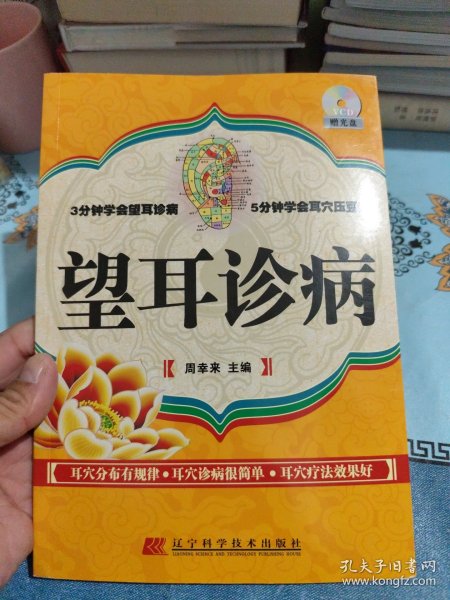 VCD
赠光盘
3分钟学会望耳诊病
5分钟学会耳穴压豆
望耳诊病
周幸来 主编
耳穴分布有规律·耳穴诊病很简单·耳穴疗法效果好
辽宁科学技术出版社
LIAONING SCIENCE AND TECHNOLOGY PUBLISHING HOUSE
孔夫子旧书网
www.kongfz.com